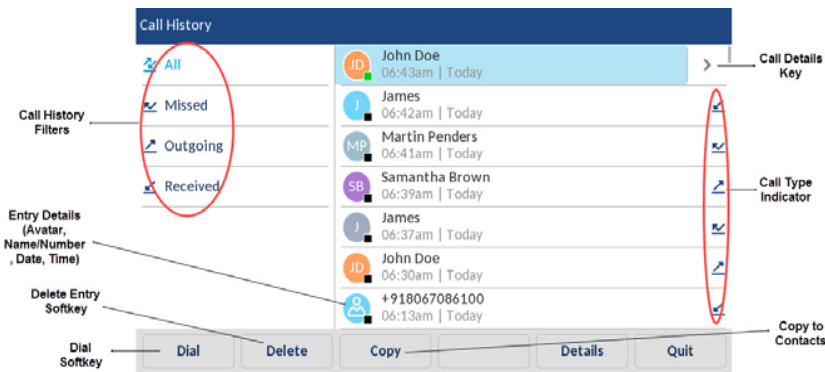 Call History
All
Missed
Outgoing
Received
JD
John Doe
06:43am | Today
J
James
06:42am | Today
MP
Martin Penders
06:41am | Today
SB
Samantha Brown
06:39am | Today
J
James
06:37am | Today
JD
John Doe
06:30am | Today
+918067086100
06:13am | Today
Dial
Delete
Copy
Details
Quit
Call History
Filters
Entry Details
(Avatar,
Name/Number
, Date, Time)
Delete Entry
Softkey
Dial
Softkey
Call Details
Key
Call Type
Indicator
Copy to
Contacts